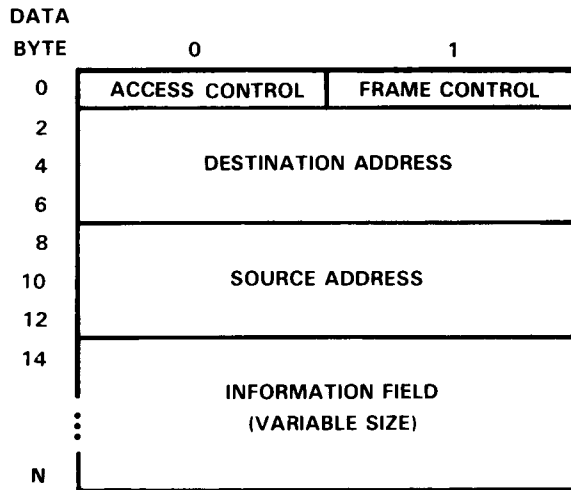 DATA
BYTE 0 1
0 ACCESS CONTROL FRAME CONTROL
2
4 DESTINATION ADDRESS
6
8
10 SOURCE ADDRESS
12
14
INFORMATION FIELD
(VARIABLE SIZE)
N